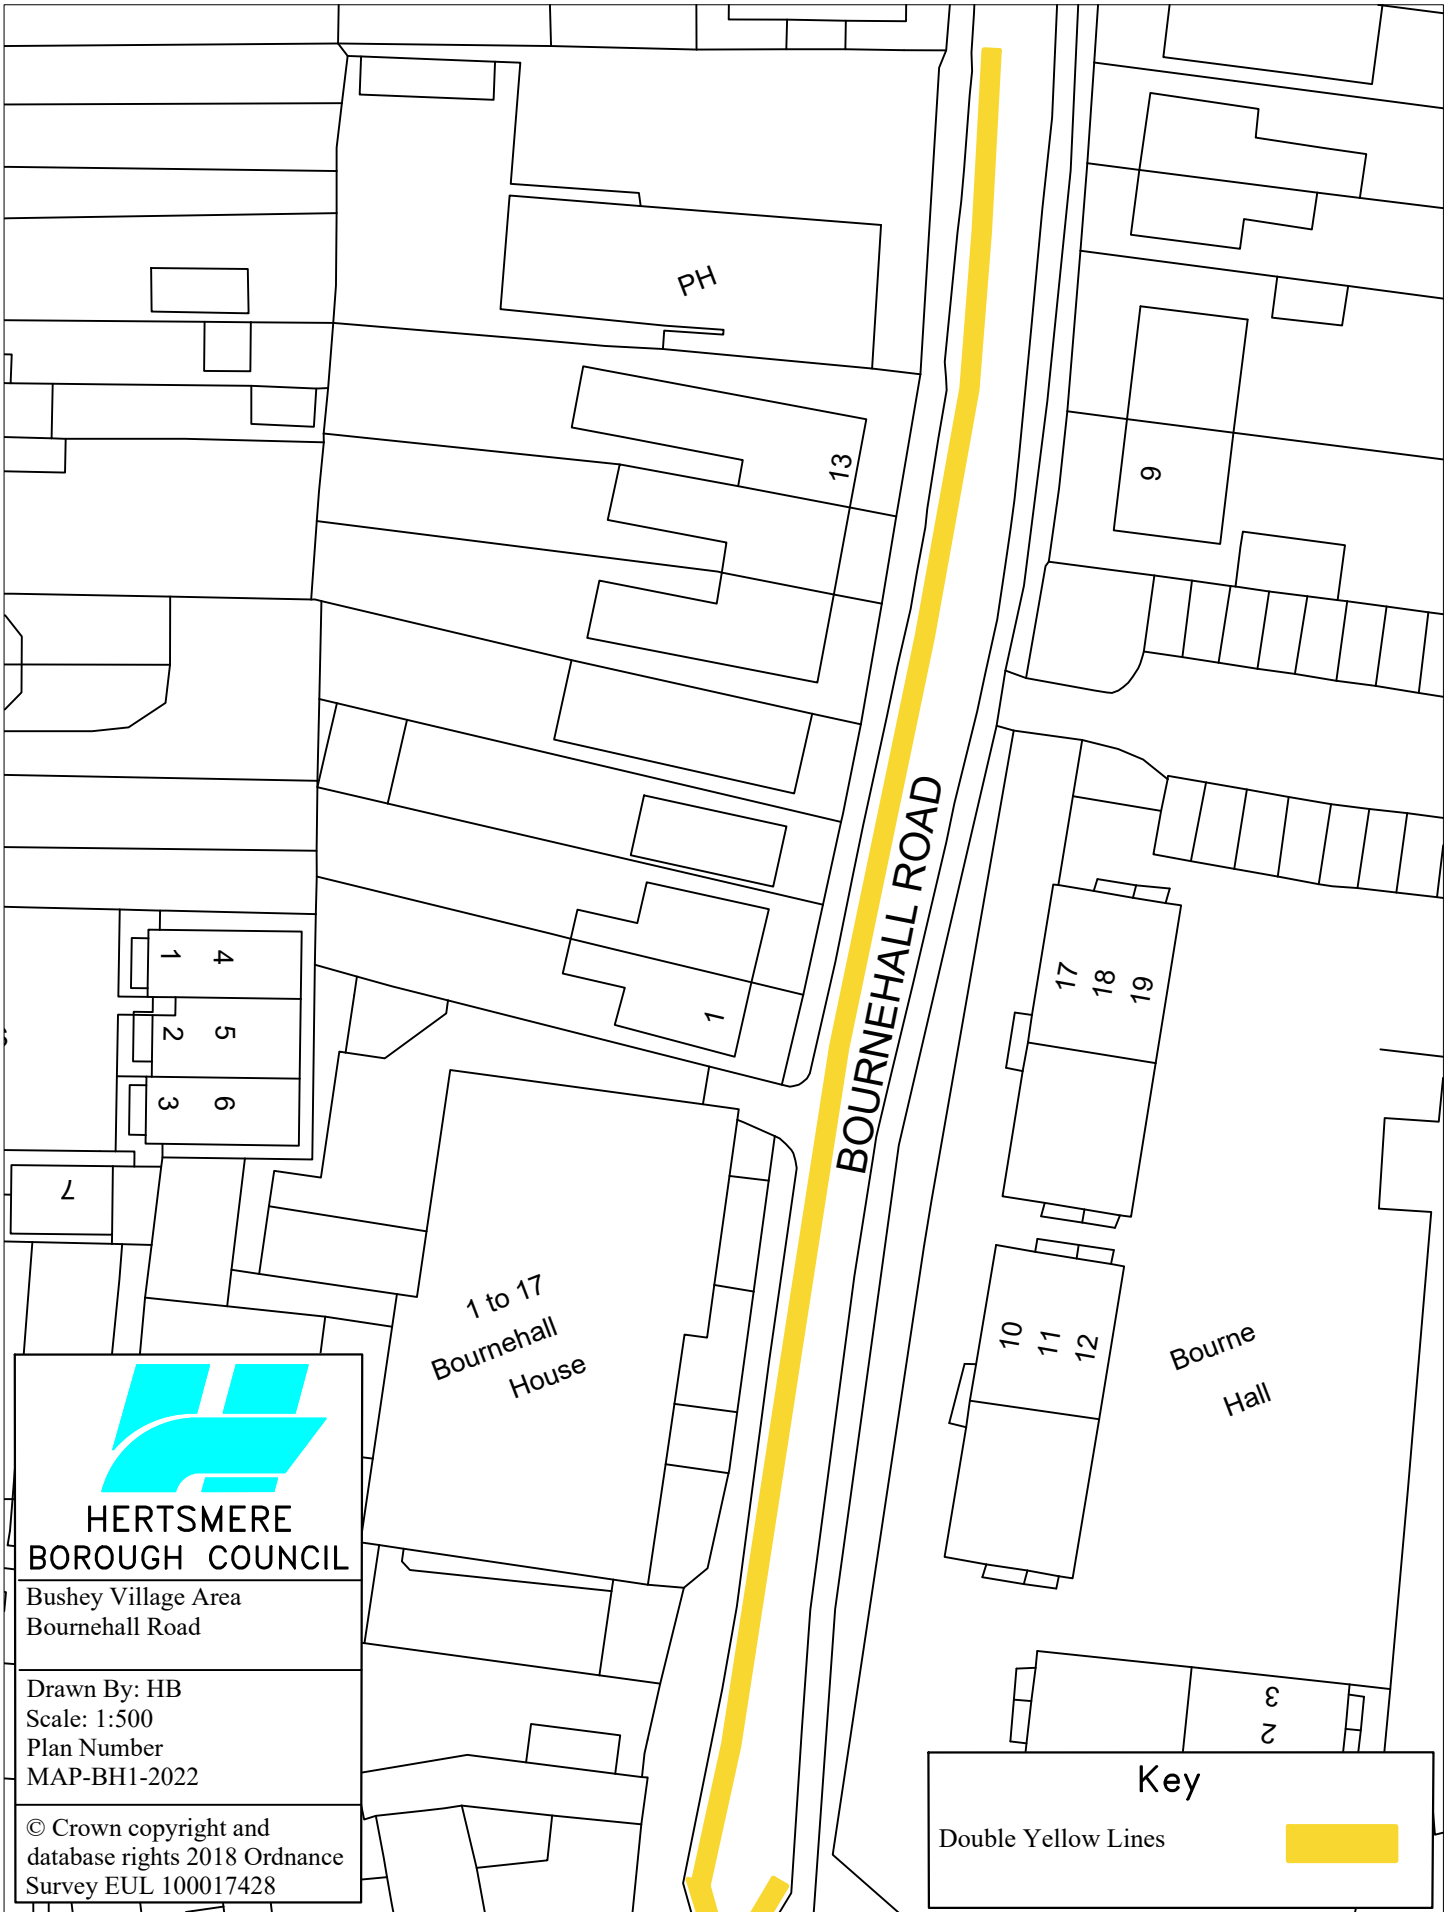 PH
13
9
BOURNEHALL ROAD
17
18
19
1
4
2
5
3
6
7
1
1 to 17
Bournehall
House
10
11
12
Bourne
Hall
3
2
HERTSMERE
BOROUGH COUNCIL
Bushey Village Area
Bournehall Road
Drawn By: HB
Scale: 1:500
Plan Number
MAP-BH1-2022
© Crown copyright and
database rights 2018 Ordnance
Survey EUL 100017428
Key
Double Yellow Lines